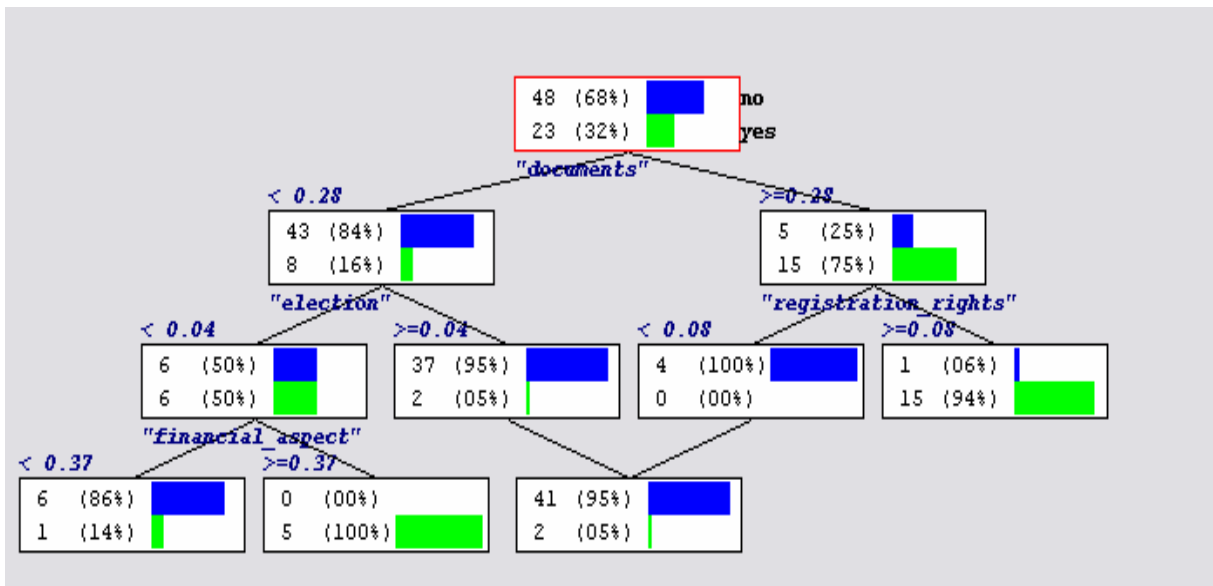 48 (68%) no
23 (32%) yes
"documents"
< 0.28 >=0.28
43 (84%) 5 (25%)
8 (16%) 15 (75%)
"election" "registration_rights"
< 0.04 >=0.04 < 0.08 >=0.08
6 (50%) 37 (95%) 4 (100%) 1 (06%)
6 (50%) 2 (05%) 0 (00%) 15 (94%)
"financial_aspect"
< 0.37 >=0.37
6 (86%) 0 (00%) 41 (95%)
1 (14%) 5 (100%) 2 (05%)